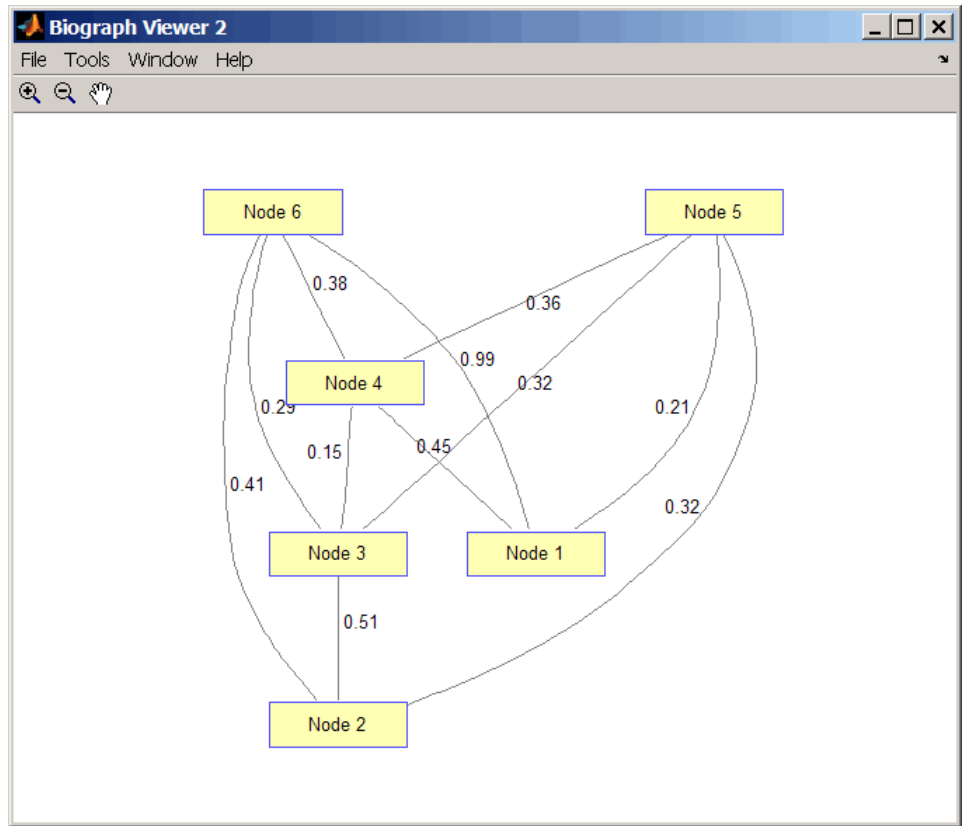 Biograph Viewer 2
File Tools Window Help
Node 6
Node 5
0.38
0.36
0.99
Node 4
0.32
0.29
0.21
0.15
0.45
0.41
0.32
Node 3
Node 1
0.51
Node 2